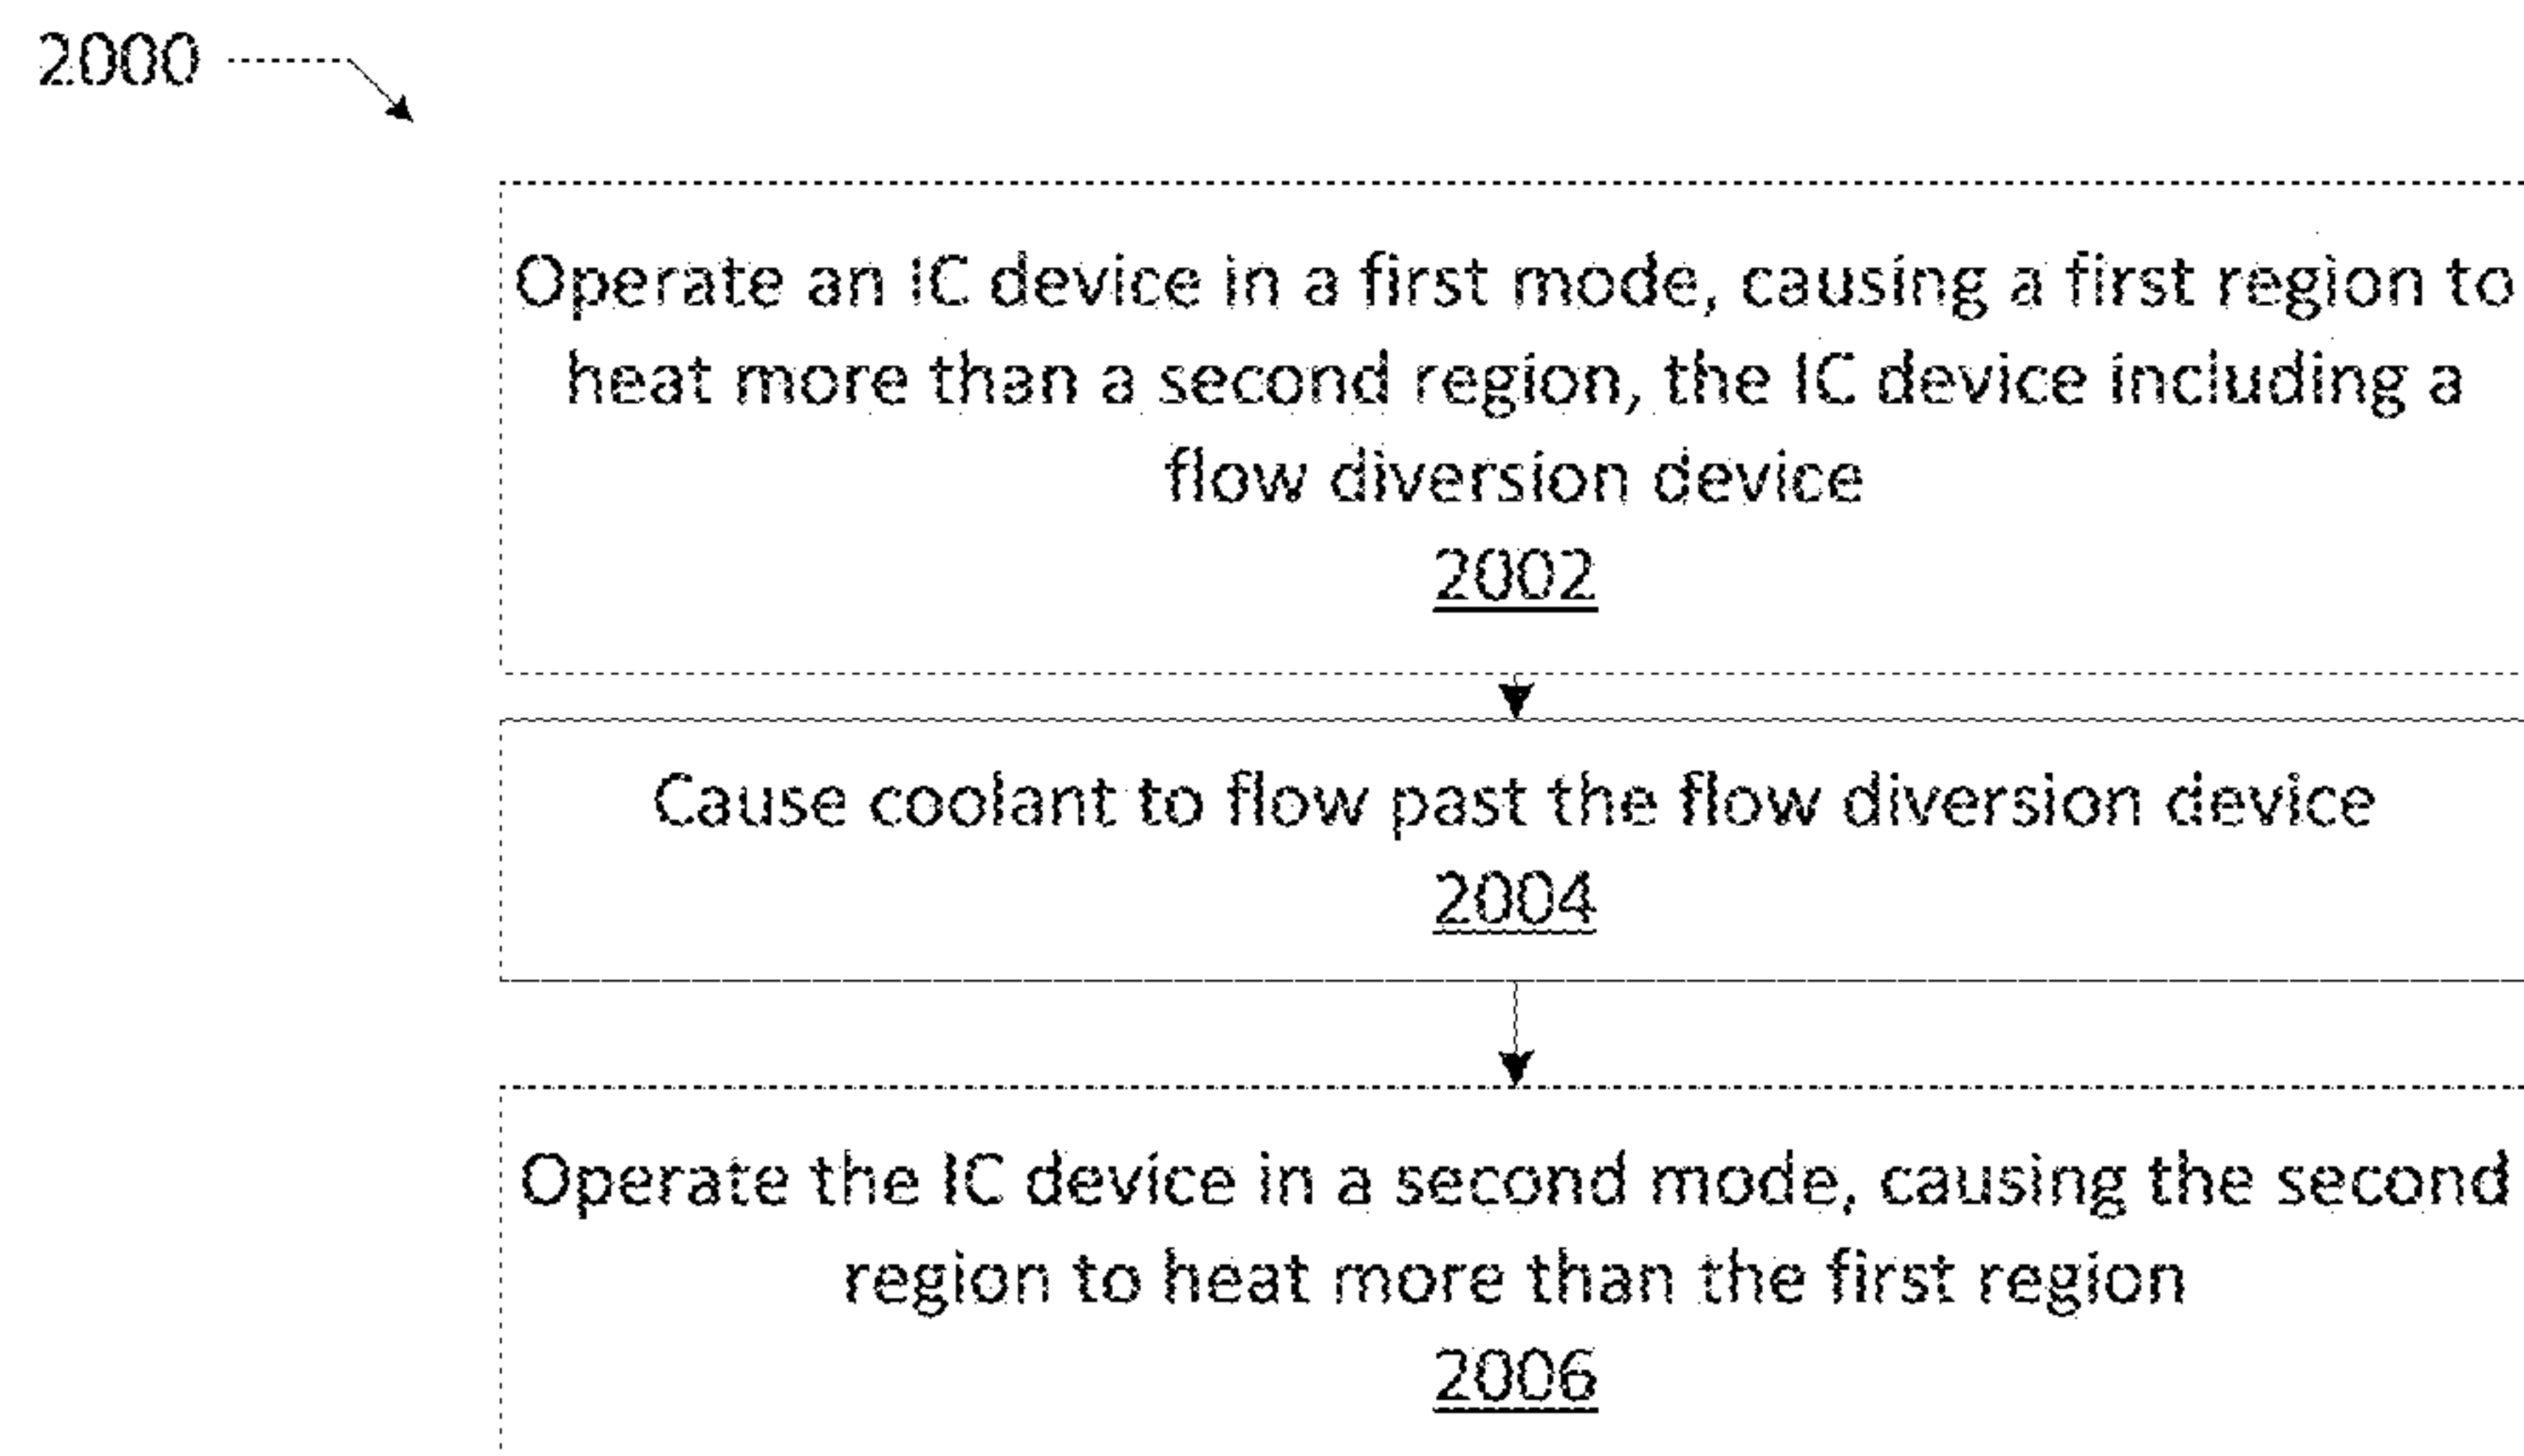 2000
Operate an IC device in a first mode, causing a first region to
heat more than a second region, the IC device including a
flow diversion device
2002
Cause coolant to flow past the flow diversion device
2004
Operate the IC device in a second mode, causing the second
region to heat more than the first region
2006